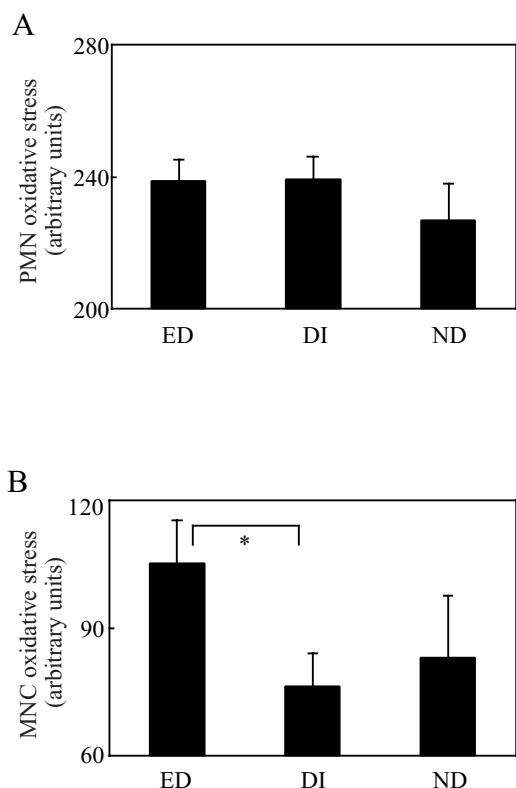 A
280
240
200
PMN oxidative stress
(arbitrary units)
ED DI ND
B
120
90
60
MNC oxidative stress
(arbitrary units)
*
ED DI ND